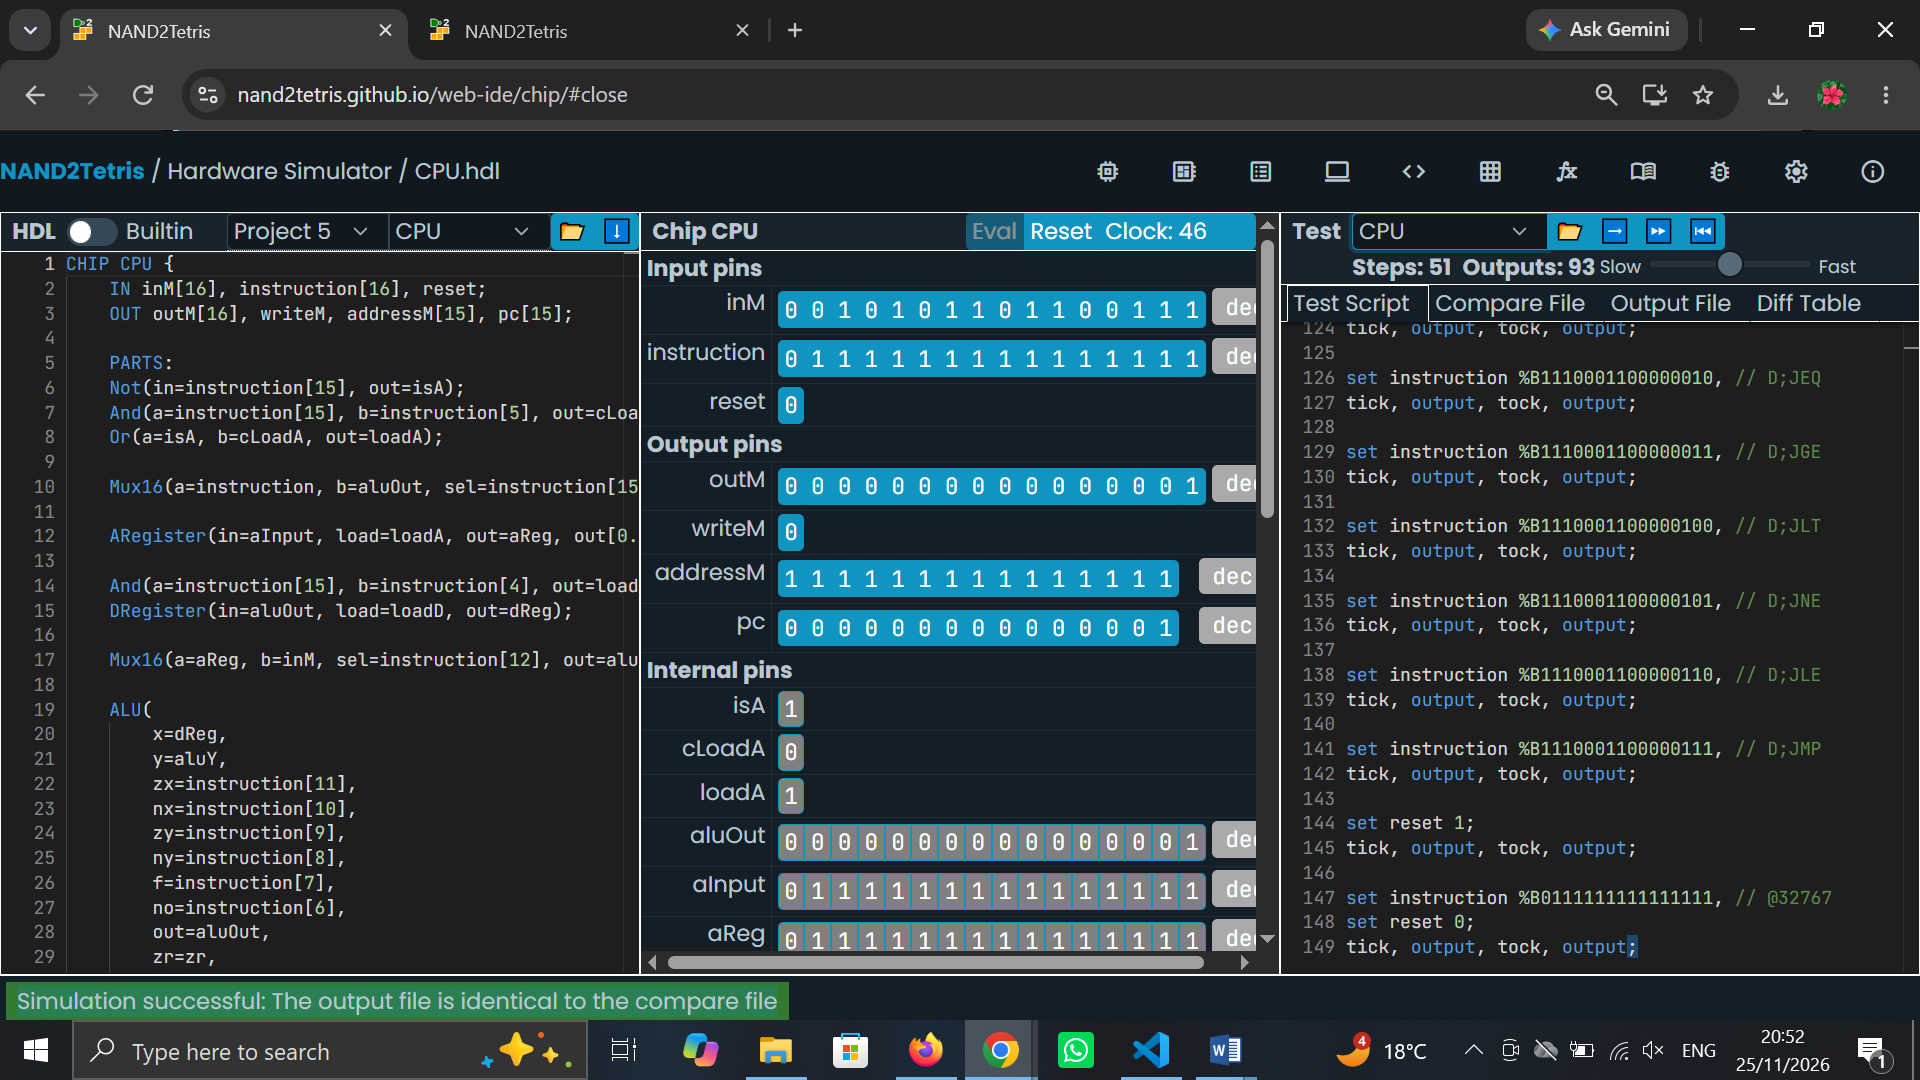 NAND2Tetris
NAND2Tetris
Ask Gemini
nand2tetris.github.io/web-ide/chip/#close
NAND2Tetris / Hardware Simulator / CPU.hdl
HDL Builtin Project 5 CPU
1 CHIP CPU {
2 IN inM[16], instruction[16], reset;
3 OUT outM[16], writeM, addressM[15], pc[15];
4
5 PARTS:
6 Not(in=instruction[15], out=isA);
7 And(a=instruction[15], b=instruction[5], out=cLoa
8 Or(a=isA, b=cLoadA, out=loadA);
9
10 Mux16(a=instruction, b=aluOut, sel=instruction[15
11
12 ARegister(in=aInput, load=loadA, out=aReg, out[0.
13
14 And(a=instruction[15], b=instruction[4], out=load
15 DRegister(in=aluOut, load=loadD, out=dReg);
16
17 Mux16(a=aReg, b=inM, sel=instruction[12], out=alu
18
19 ALU(
20 x=dReg,
21 y=aluY,
22 zx=instruction[11],
23 nx=instruction[10],
24 zy=instruction[9],
25 ny=instruction[8],
26 f=instruction[7],
27 no=instruction[6],
28 out=aluOut,
29 zr=zr,
Chip CPU Eval Reset Clock: 46
Input pins
inM 0 0 1 0 1 0 1 1 0 1 1 0 0 1 1 1 dec
instruction 0 1 1 1 1 1 1 1 1 1 1 1 1 1 1 1 dec
reset 0
Output pins
outM 0 0 0 0 0 0 0 0 0 0 0 0 0 0 0 1 dec
writeM 0
addressM 1 1 1 1 1 1 1 1 1 1 1 1 1 1 1 dec
pc 0 0 0 0 0 0 0 0 0 0 0 0 0 0 1 dec
Internal pins
isA 1
cLoadA 0
loadA 1
aluOut 0 0 0 0 0 0 0 0 0 0 0 0 0 0 0 1 dec
aInput 0 1 1 1 1 1 1 1 1 1 1 1 1 1 1 1 dec
aReg 0 1 1 1 1 1 1 1 1 1 1 1 1 1 1 1 dec
Test CPU
Steps: 51 Outputs: 93 Slow Fast
Test Script Compare File Output File Diff Table
124 tick, output, tock, output;
125
126 set instruction %B1110001100000010, // D;JEQ
127 tick, output, tock, output;
128
129 set instruction %B1110001100000011, // D;JGE
130 tick, output, tock, output;
131
132 set instruction %B1110001100000100, // D;JLT
133 tick, output, tock, output;
134
135 set instruction %B1110001100000101, // D;JNE
136 tick, output, tock, output;
137
138 set instruction %B1110001100000110, // D;JLE
139 tick, output, tock, output;
140
141 set instruction %B1110001100000111, // D;JMP
142 tick, output, tock, output;
143
144 set reset 1;
145 tick, output, tock, output;
146
147 set instruction %B0111111111111111, // @32767
148 set reset 0;
149 tick, output, tock, output;
Simulation successful: The output file is identical to the compare file
Type here to search
4
18°C
ENG
20:52
25/11/2026
1